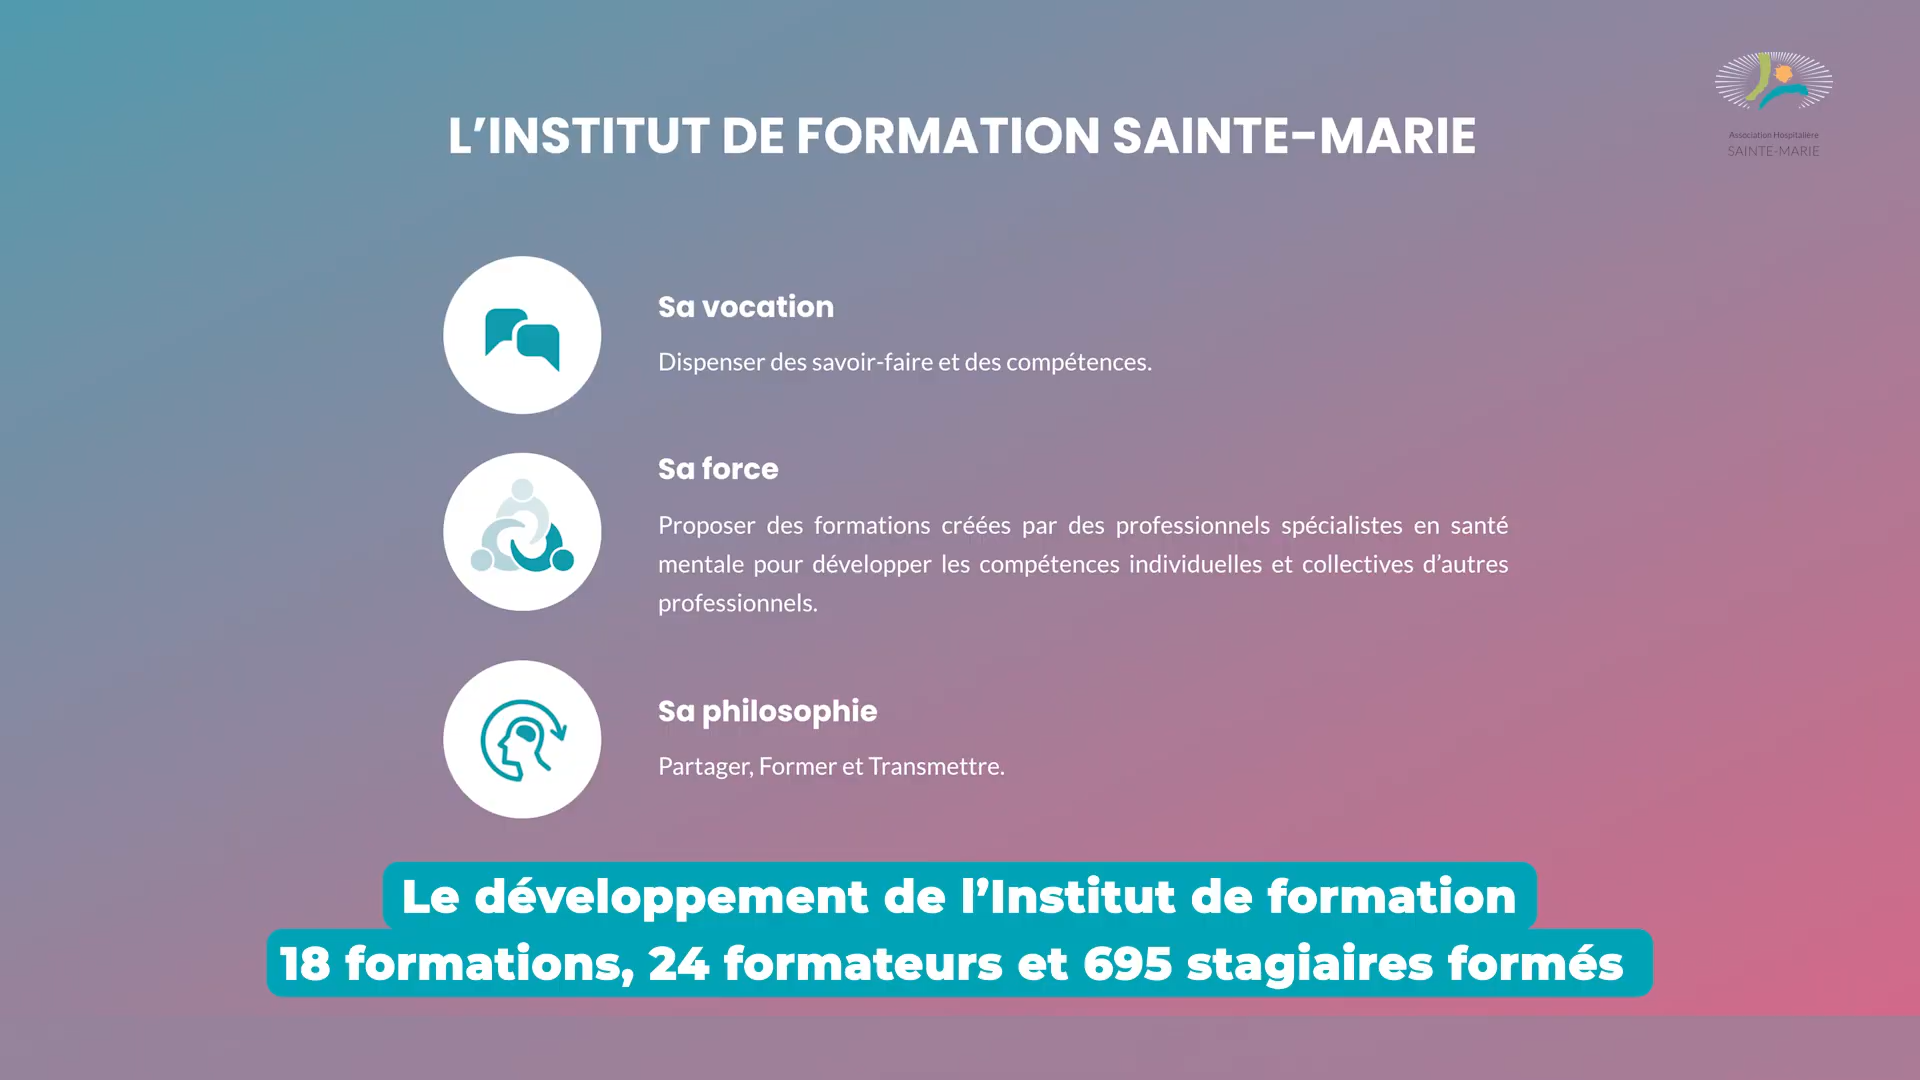 L’INSTITUT DE FORMATION SAINTE-MARIE
Association Hospitalière
SAINTE-MARIE
Sa vocation
Dispenser des savoir-faire et des compétences.
Sa force
Proposer des formations créées par des professionnels spécialistes en santé
mentale pour développer les compétences individuelles et collectives d’autres
professionnels.
Sa philosophie
Partager, Former et Transmettre.
Le développement de l’Institut de formation
18 formations, 24 formateurs et 695 stagiaires formés